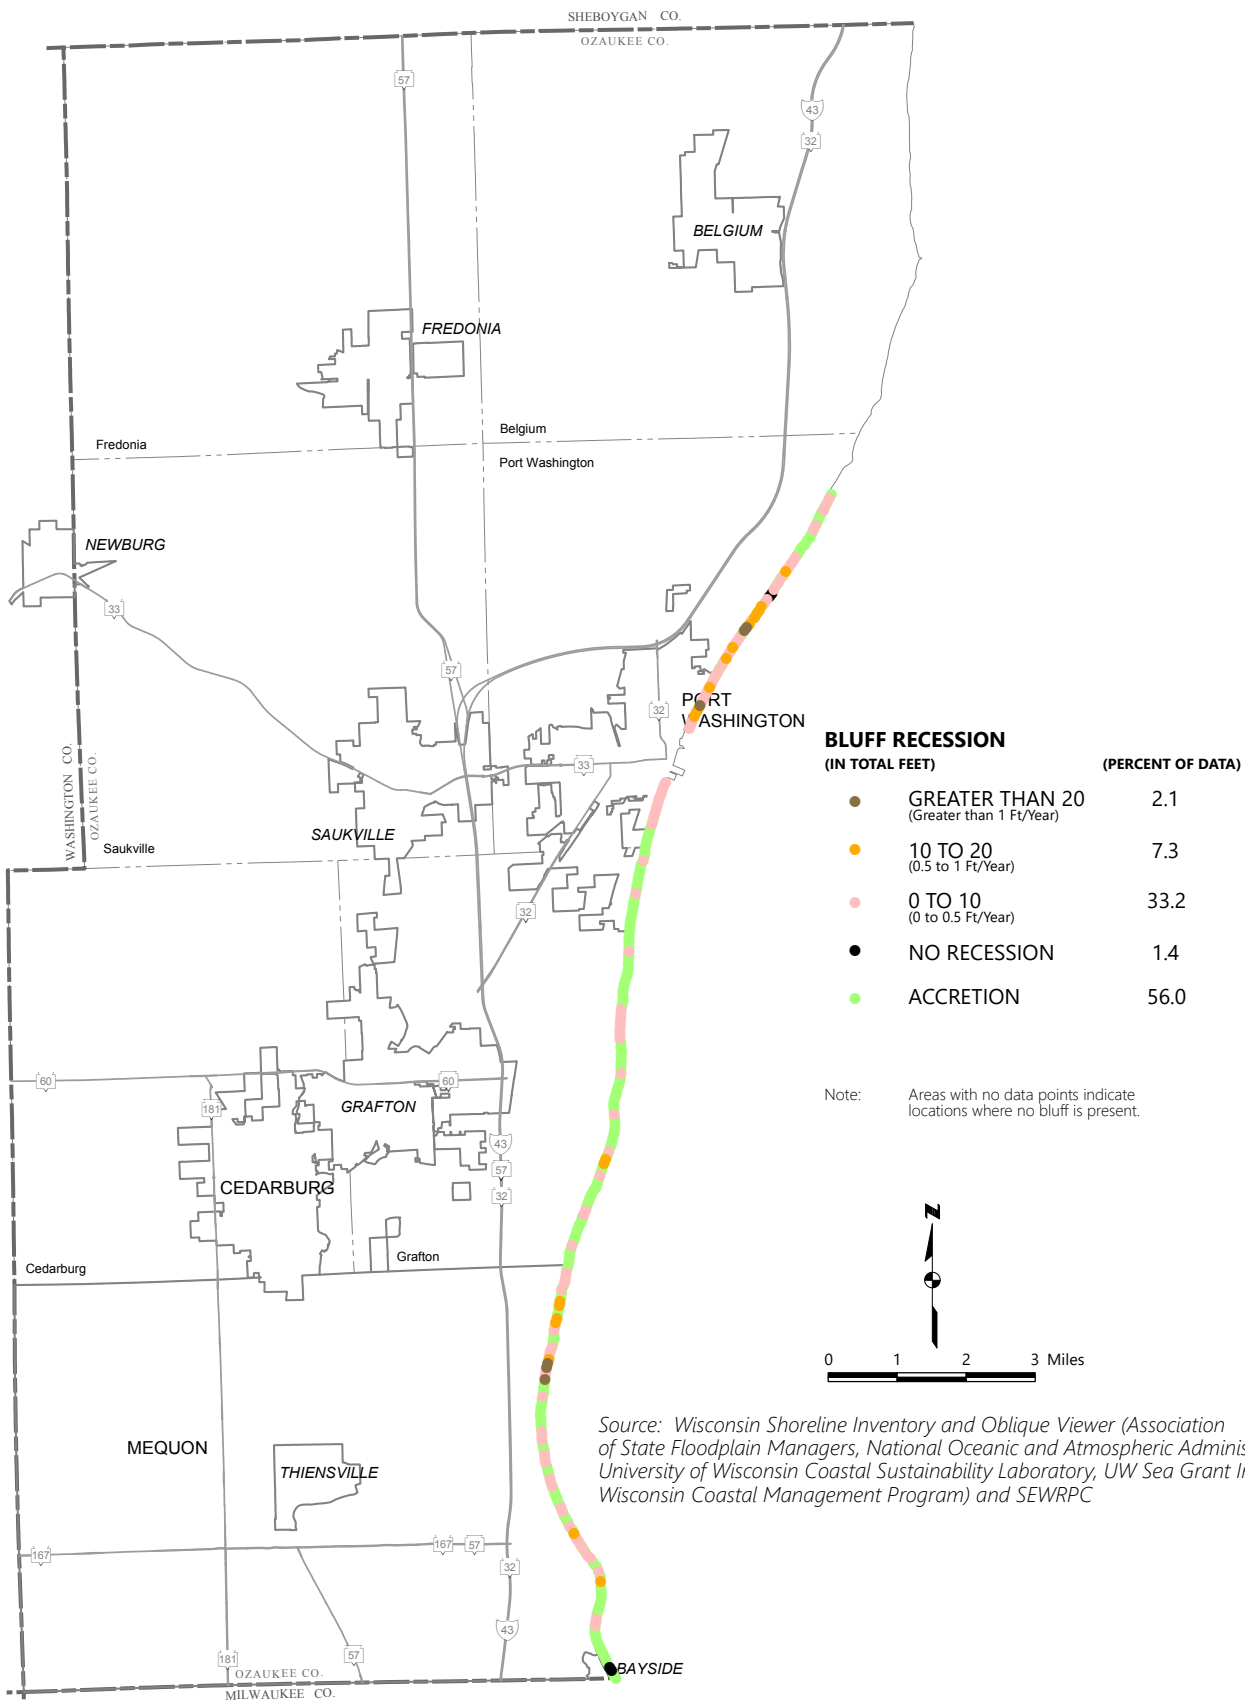 SHEBOYGAN CO.
OZAUKEE CO.
57
43
32
BELGIUM
FREDONIA
Fredonia
Belgium
Port Washington
NEWBURG
33
57
32
PORT
WASHINGTON
WASHINGTON CO.
OZAUKEE CO.
33
SAUKVILLE
Saukville
32
BLUFF RECESSION
(IN TOTAL FEET) (PERCENT OF DATA)
GREATER THAN 20 2.1
(Greater than 1 Ft/Year)
10 TO 20 7.3
(0.5 to 1 Ft/Year)
0 TO 10 33.2
(0 to 0.5 Ft/Year)
NO RECESSION 1.4
ACCRETION 56.0
Note: Areas with no data points indicate
locations where no bluff is present.
60
60
181
GRAFTON
43
57
32
CEDARBURG
Cedarburg
Grafton
N
0 1 2 3 Miles
MEQUON
THIENSVILLE
Source: Wisconsin Shoreline Inventory and Oblique Viewer (Association
of State Floodplain Managers, National Oceanic and Atmospheric Adminis
University of Wisconsin Coastal Sustainability Laboratory, UW Sea Grant In
Wisconsin Coastal Management Program) and SEWRPC
167
167
57
32
43
181
57
BAYSIDE
OZAUKEE CO.
MILWAUKEE CO.